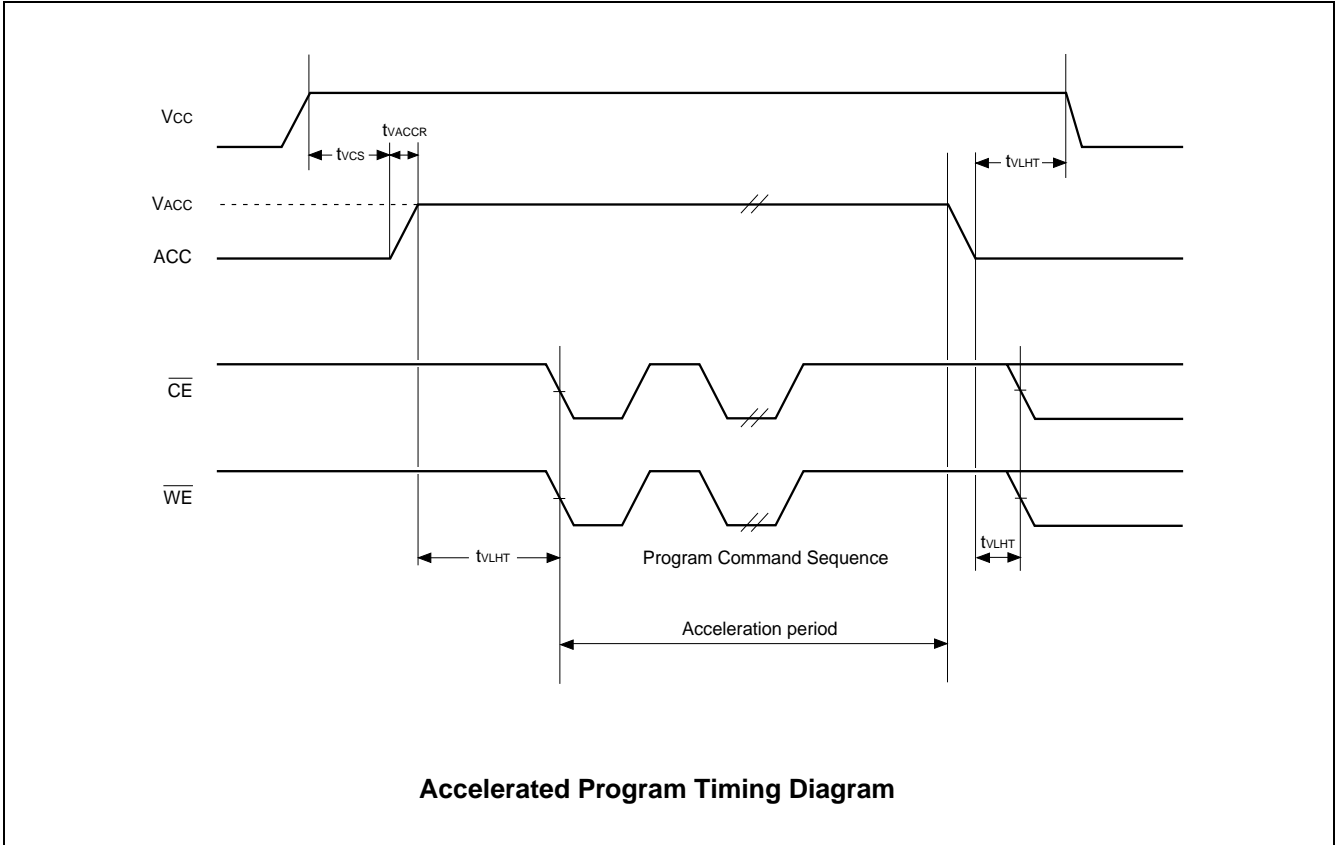 Vcc
tVACCR
tVCS
tVLHT
VACC
ACC
CE
WE
tVLHT
Program Command Sequence
tVLHT
Acceleration period
Accelerated Program Timing Diagram